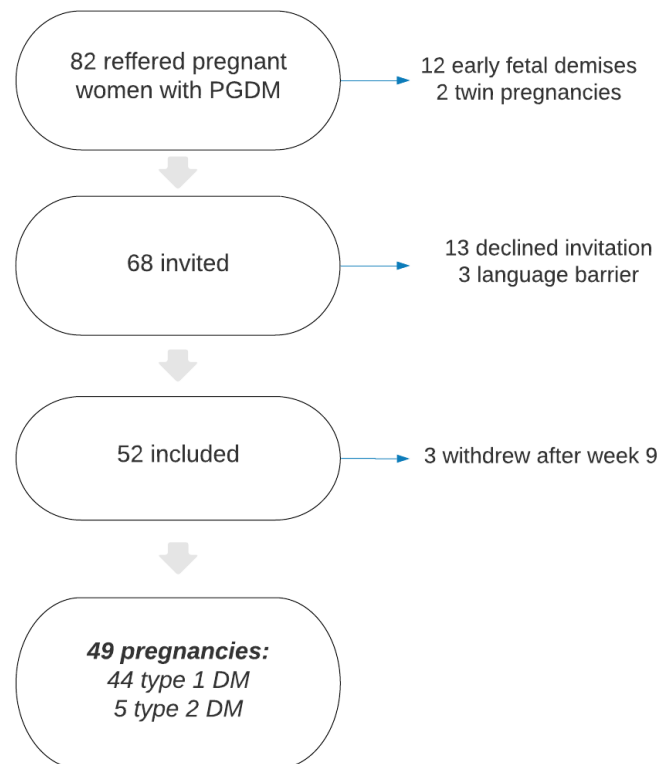 82 reffered pregnant
women with PGDM
12 early fetal demises
2 twin pregnancies
68 invited
13 declined invitation
3 language barrier
52 included
3 withdrew after week 9
49 pregnancies:
44 type 1 DM
5 type 2 DM